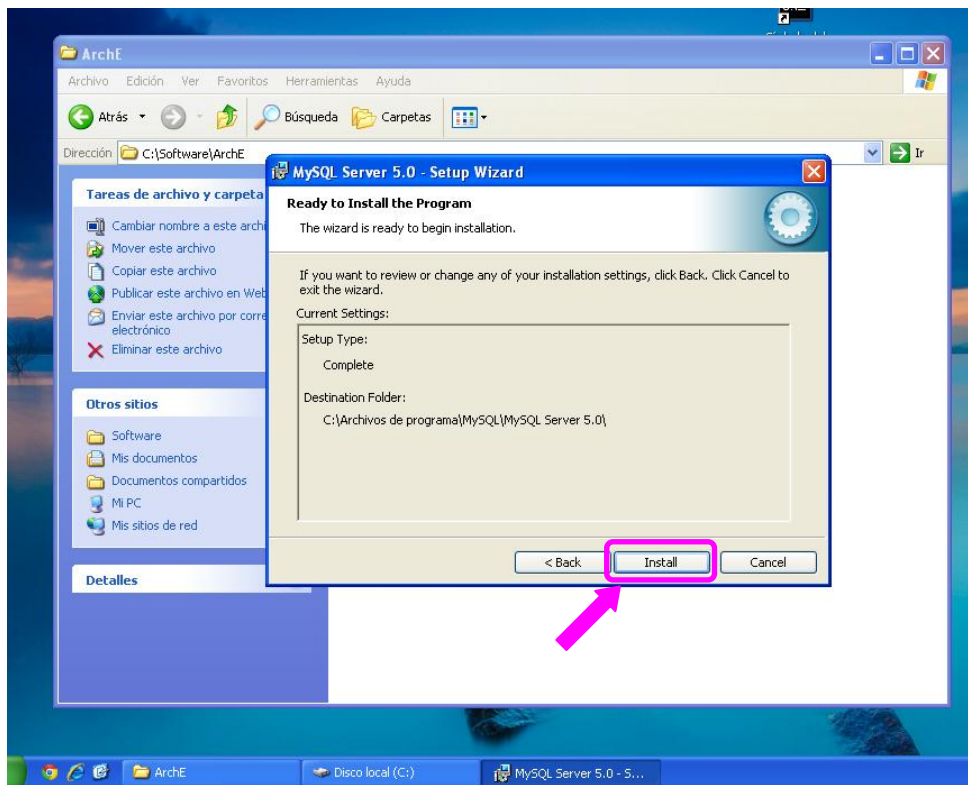 ArchE
Archivo Edición Ver Favoritos Herramientas Ayuda
Atrás Búsqueda Carpetas
Dirección C:\Software\ArchE Ir
Tareas de archivo y carpeta
Cambiar nombre a este archi
Mover este archivo
Copiar este archivo
Publicar este archivo en Web
Enviar este archivo por corre
electrónico
Eliminar este archivo
Otros sitios
Software
Mis documentos
Documentos compartidos
Mi PC
Mis sitios de red
Detalles
MySQL Server 5.0 - Setup Wizard
Ready to Install the Program
The wizard is ready to begin installation.
If you want to review or change any of your installation settings, click Back. Click Cancel to
exit the wizard.
Current Settings:
Setup Type:
Complete
Destination Folder:
C:\Archivos de programa\MySQL\MySQL Server 5.0\
< Back Install Cancel
ArchE Disco local (C:) MySQL Server 5.0 - S...